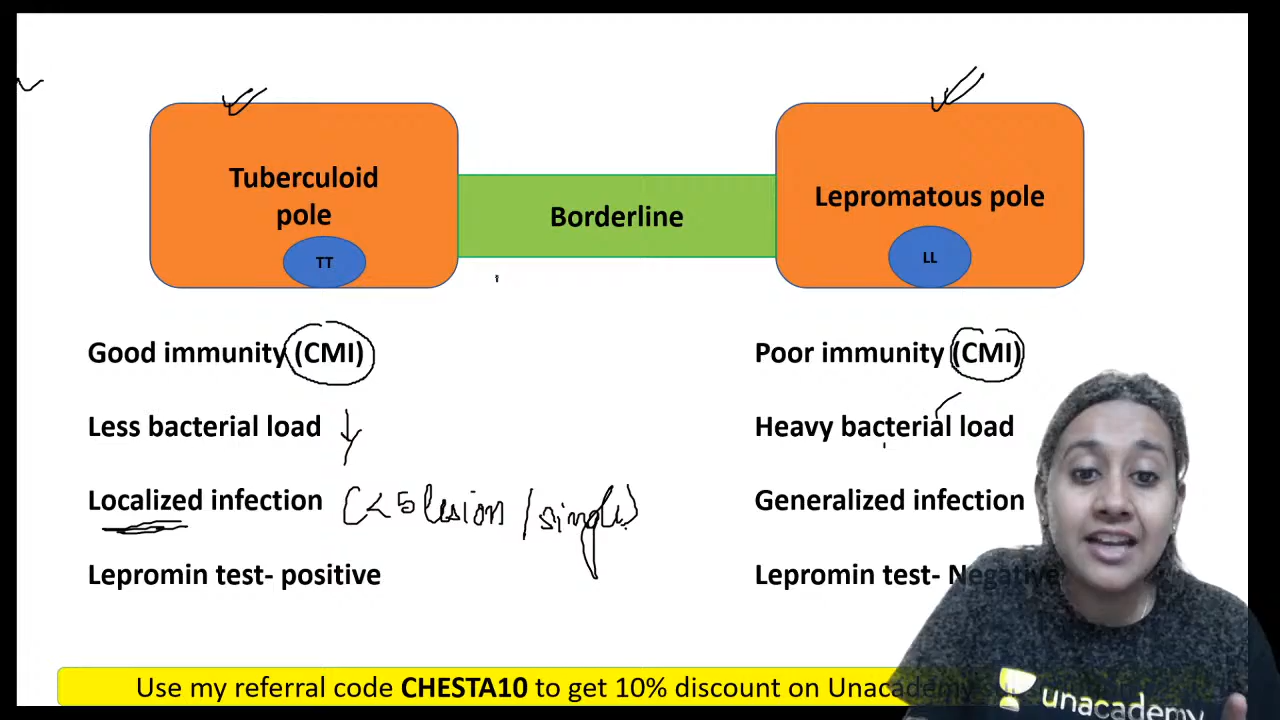 Tuberculoid
pole
TT
Borderline
Lepromatous pole
LL
Good immunity (CMI)
Poor immunity (CMI)
Less bacterial load
Heavy bacterial load
Localized infection (<5 lesion / single)
Generalized infection
Lepromin test- positive
Lepromin test- Negative
Use my referral code CHESTA10 to get 10% discount on Unacademy
unacademy